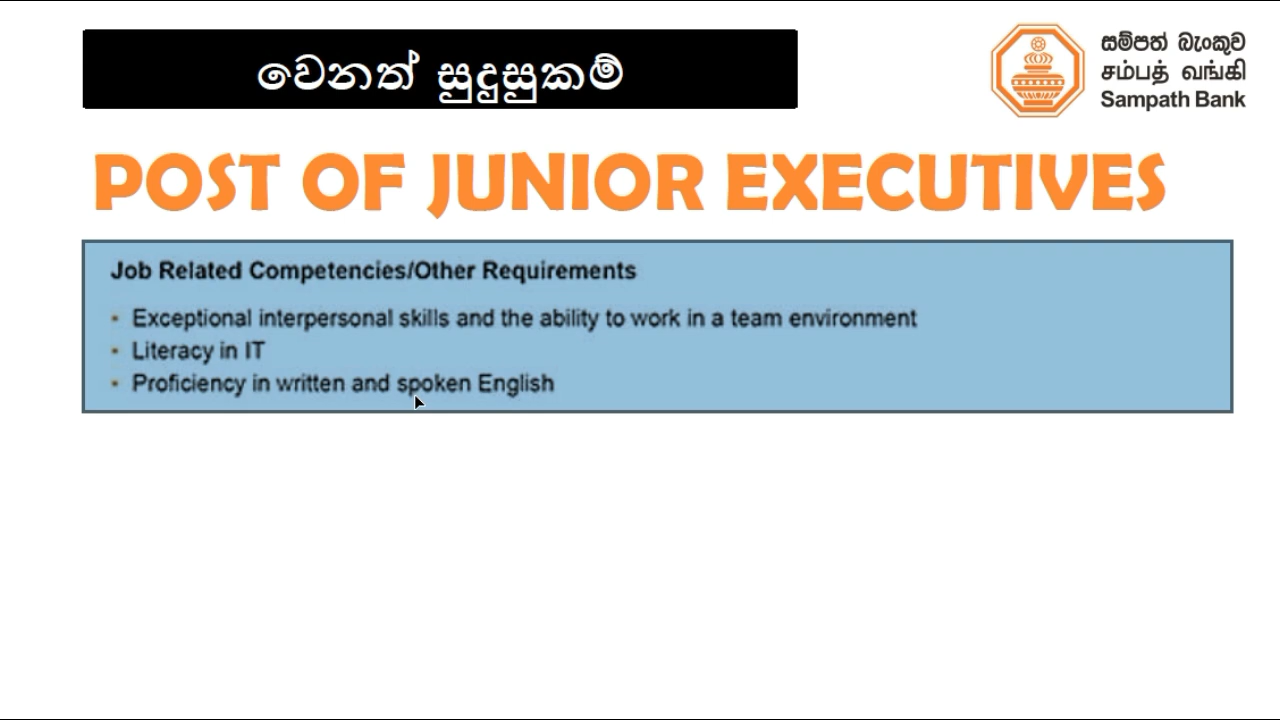 වෙනත් සුදුසුකම්
සම්පත් බැංකුව
சம்பத் வங்கி
Sampath Bank
POST OF JUNIOR EXECUTIVES
Job Related Competencies/Other Requirements
• Exceptional interpersonal skills and the ability to work in a team environment
• Literacy in IT
• Proficiency in written and spoken English